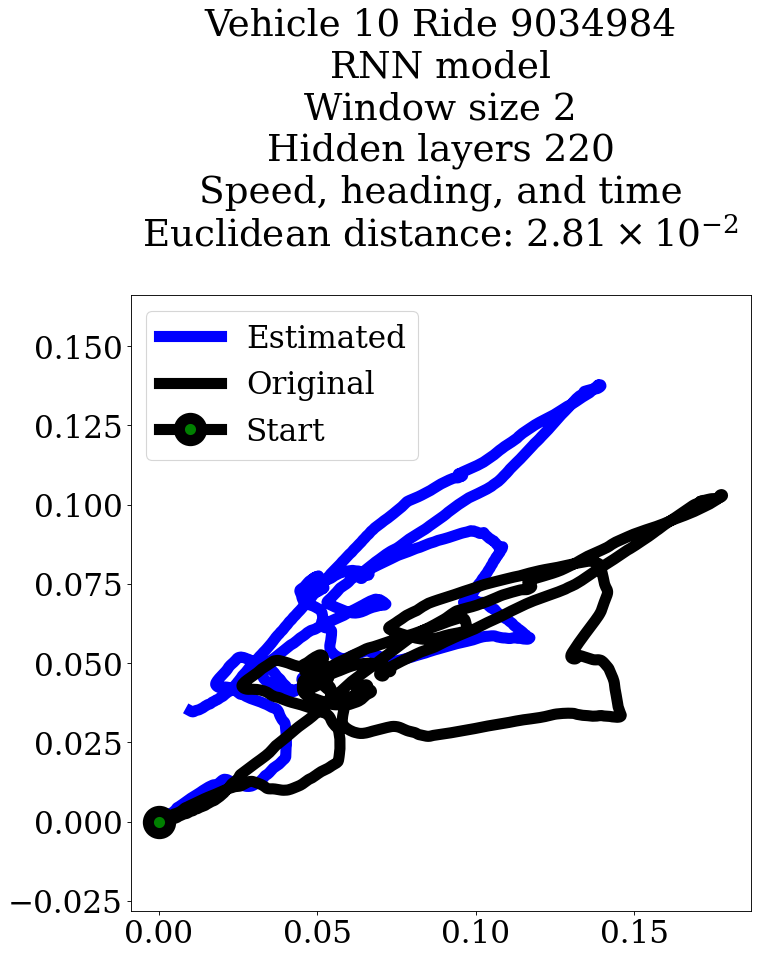 Vehicle 10 Ride 9034984
RNN model
Window size 2
Hidden layers 220
Speed, heading, and time
Euclidean distance: 2.81 × 10⁻²
Estimated
Original
Start
0.150
0.125
0.100
0.075
0.050
0.025
0.000
−0.025
0.00 0.05 0.10 0.15